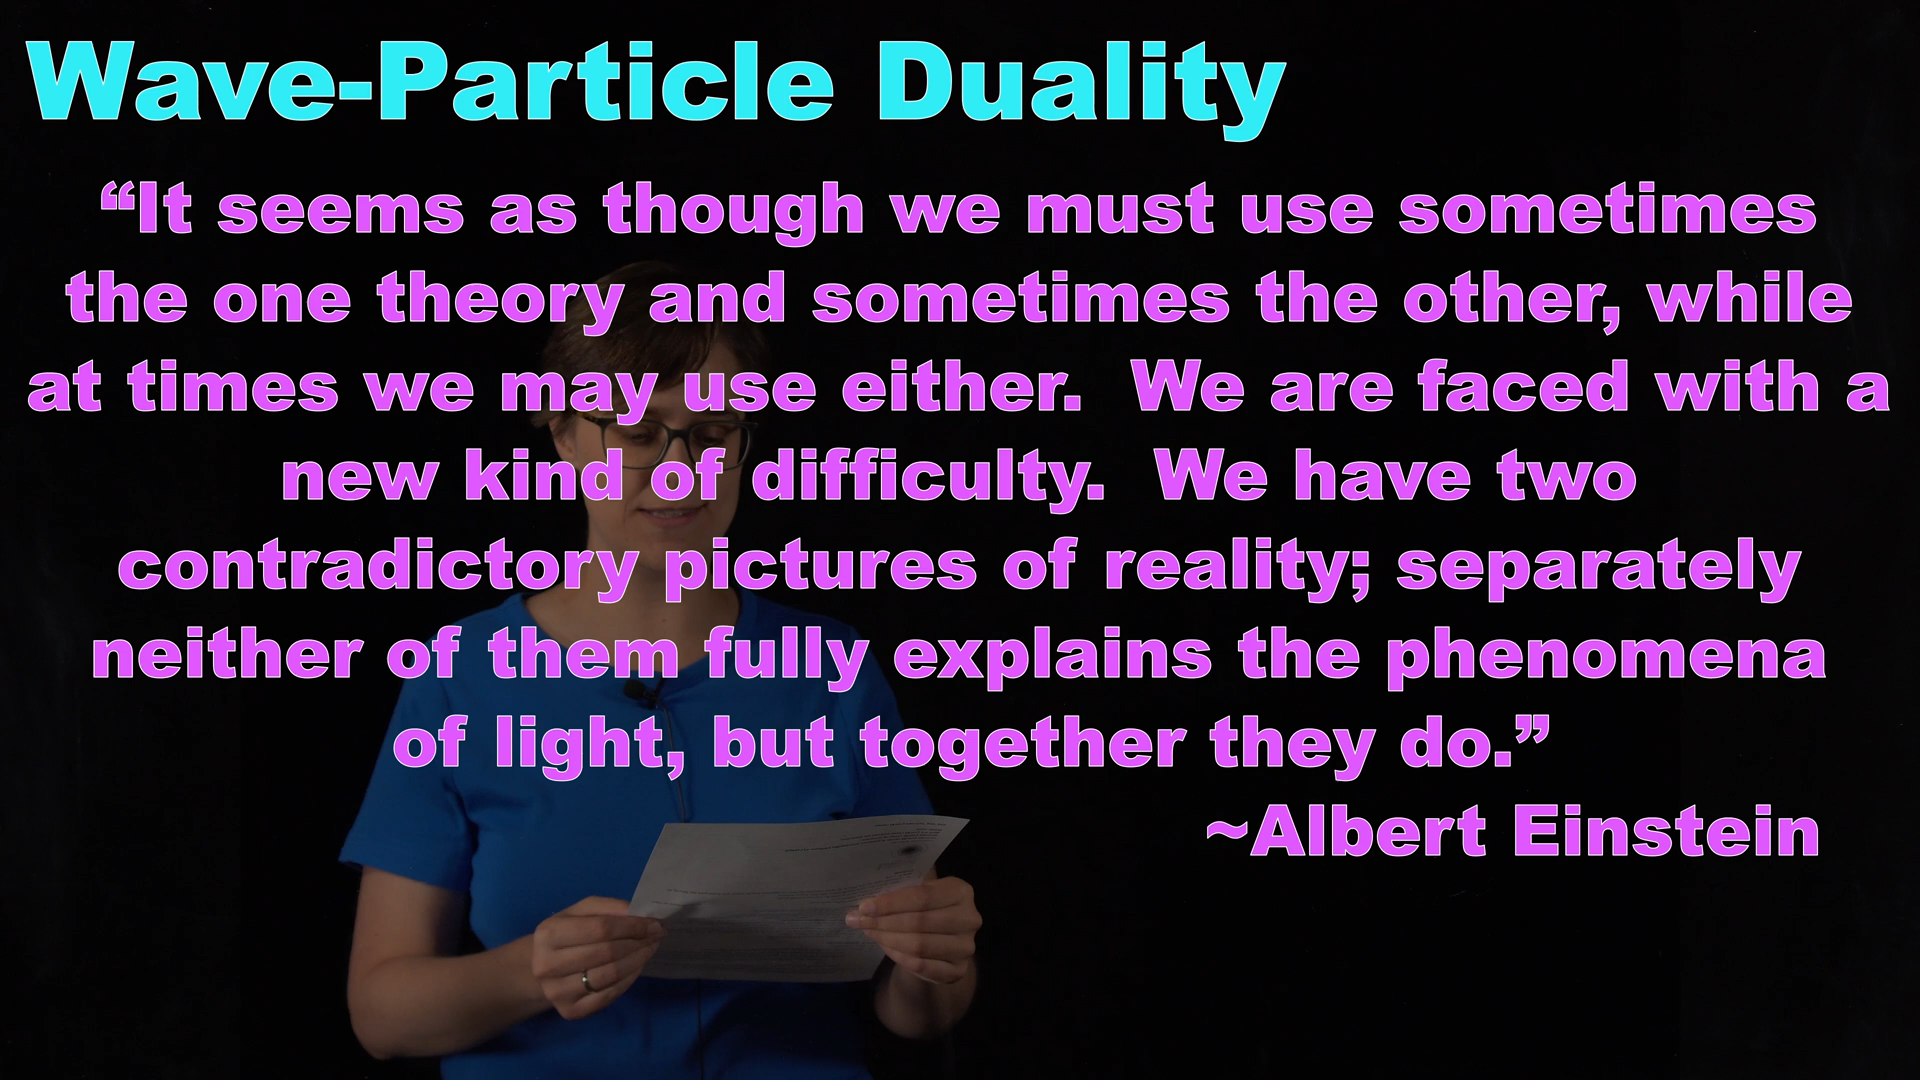 Wave-Particle Duality
“It seems as though we must use sometimes
the one theory and sometimes the other, while
at times we may use either.  We are faced with a
new kind of difficulty.  We have two
contradictory pictures of reality; separately
neither of them fully explains the phenomena
of light, but together they do.”
~Albert Einstein